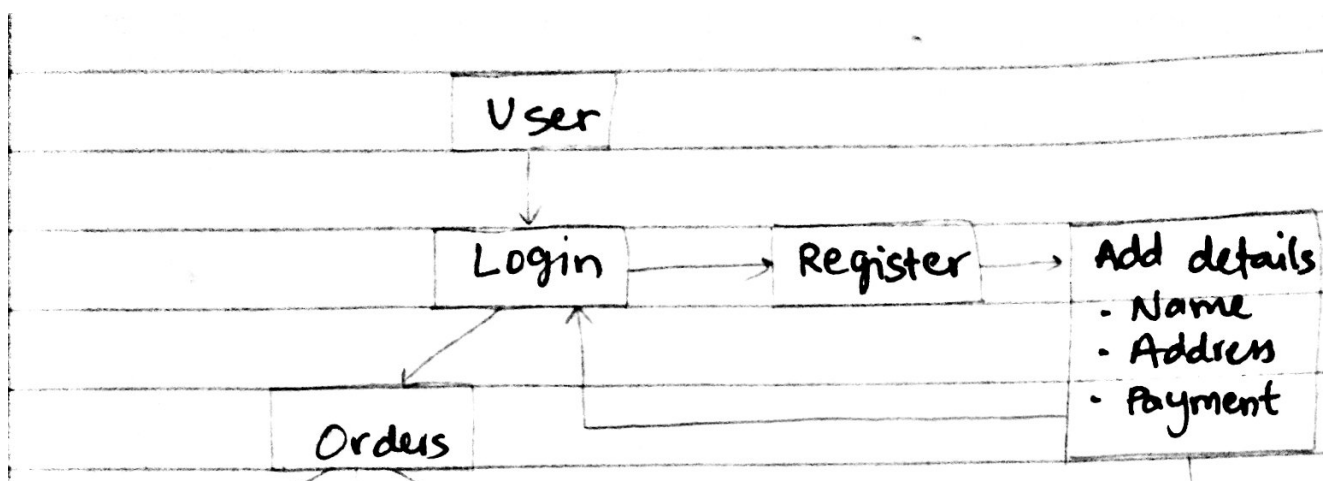 User
Login
Register
Add details
- Name
- Address
- Payment
Orders